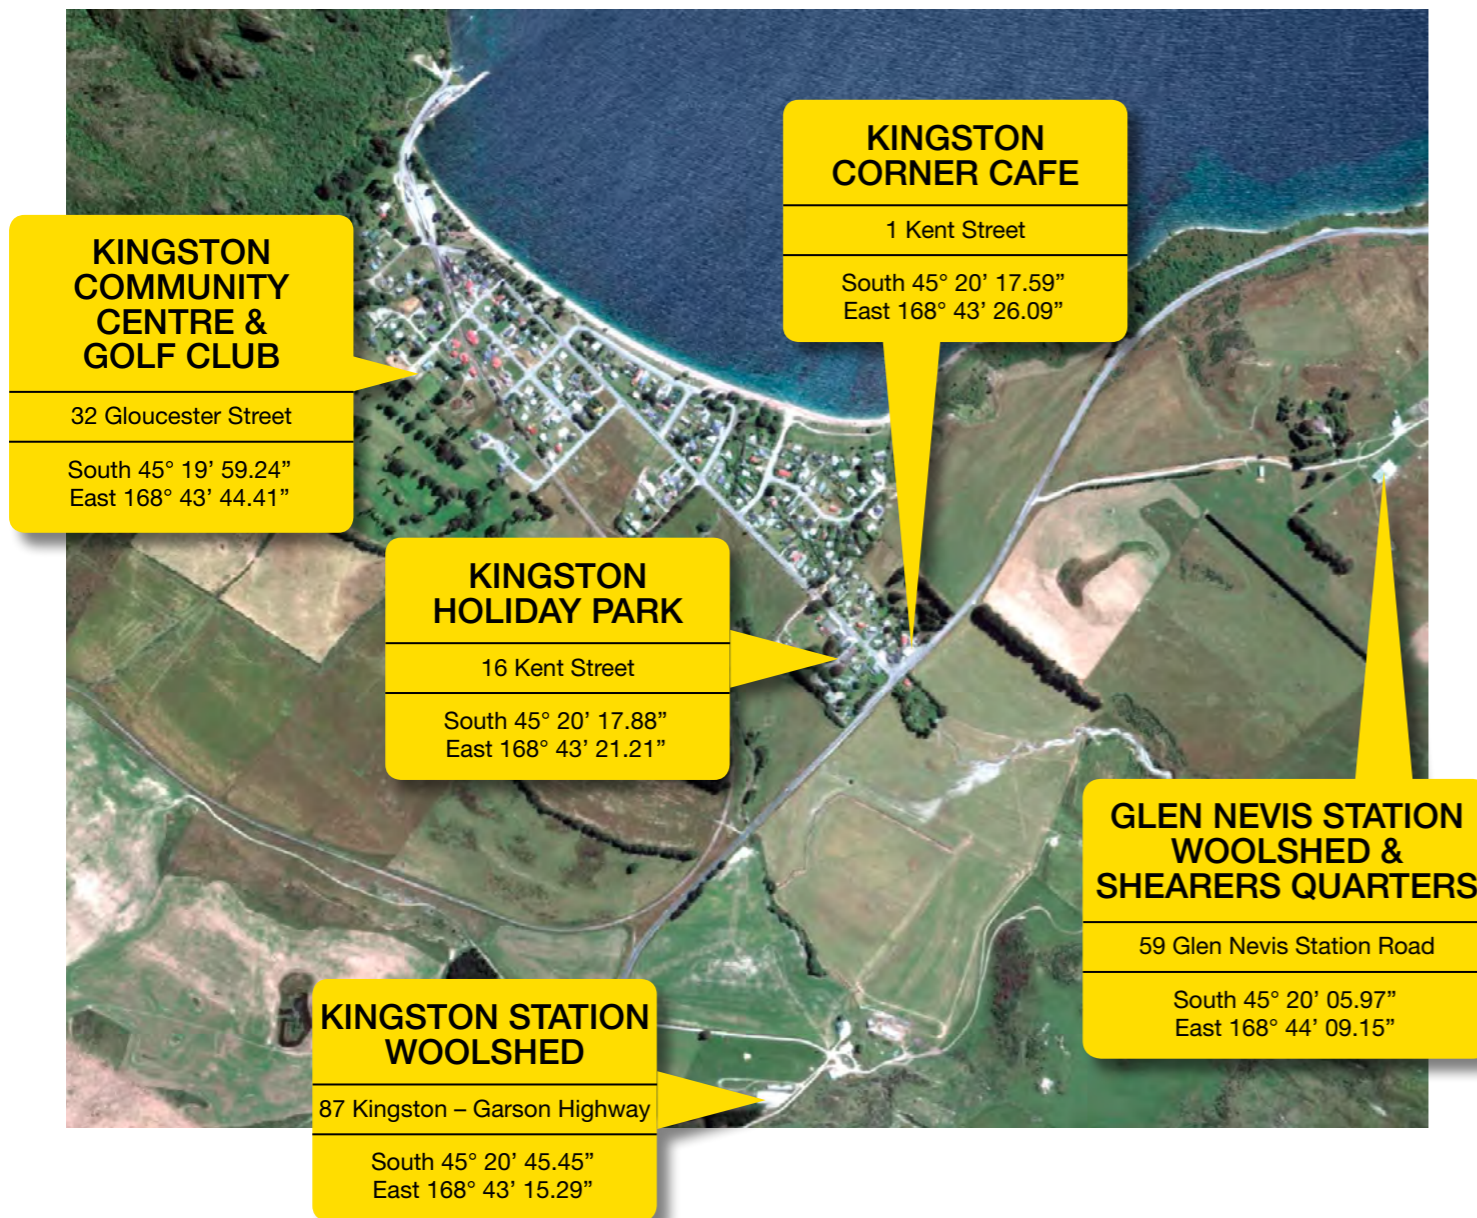 KINGSTON
CORNER CAFE
1 Kent Street
South 45° 20’ 17.59”
East 168° 43’ 26.09”
KINGSTON
COMMUNITY
CENTRE &
GOLF CLUB
32 Gloucester Street
South 45° 19’ 59.24”
East 168° 43’ 44.41”
KINGSTON
HOLIDAY PARK
16 Kent Street
South 45° 20’ 17.88”
East 168° 43’ 21.21”
GLEN NEVIS STATION
WOOLSHED &
SHEARERS QUARTERS
59 Glen Nevis Station Road
South 45° 20’ 05.97”
East 168° 44’ 09.15”
KINGSTON STATION
WOOLSHED
87 Kingston – Garson Highway
South 45° 20’ 45.45”
East 168° 43’ 15.29”